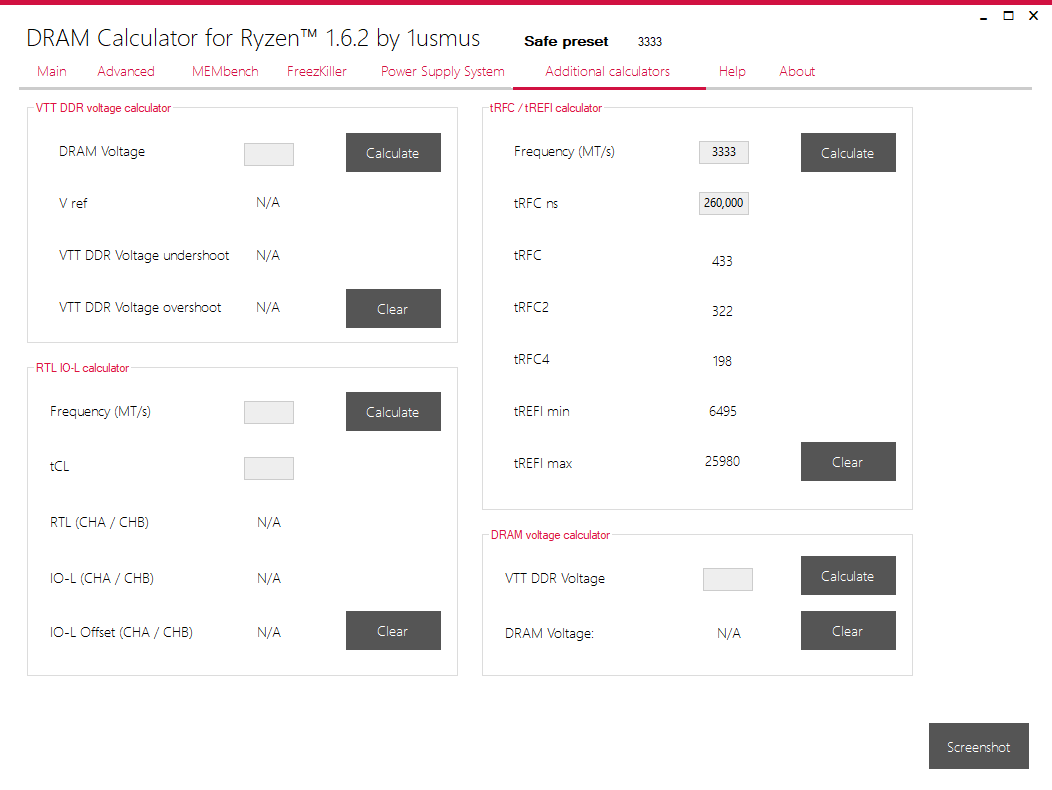 DRAM Calculator for Ryzen™ 1.6.2 by 1usmus Safe preset 3333
Main Advanced MEMbench FreezKiller Power Supply System Additional calculators Help About
VTT DDR voltage calculator
DRAM Voltage Calculate
V ref N/A
VTT DDR Voltage undershoot N/A
VTT DDR Voltage overshoot N/A Clear
RTL IO-L calculator
Frequency (MT/s) Calculate
tCL
RTL (CHA / CHB) N/A
IO-L (CHA / CHB) N/A
IO-L Offset (CHA / CHB) N/A Clear
tRFC / tREFI calculator
Frequency (MT/s) 3333 Calculate
tRFC ns 260,000
tRFC 433
tRFC2 322
tRFC4 198
tREFI min 6495
tREFI max 25980 Clear
DRAM voltage calculator
VTT DDR Voltage Calculate
DRAM Voltage: N/A Clear
Screenshot